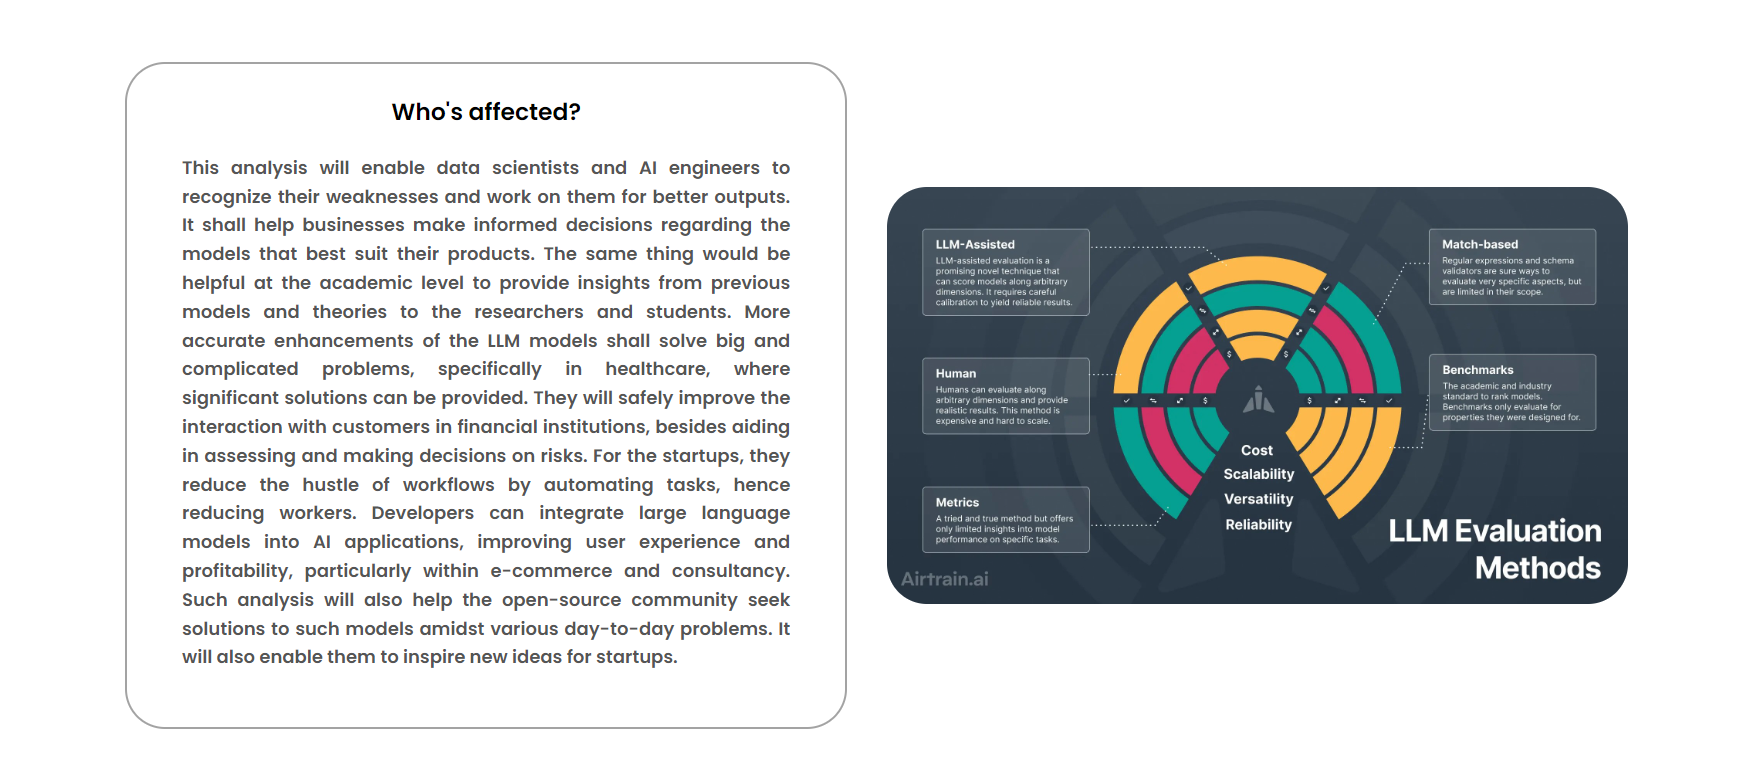 Who's affected?
This analysis will enable data scientists and AI engineers to
recognize their weaknesses and work on them for better outputs.
It shall help businesses make informed decisions regarding the
models that best suit their products. The same thing would be
helpful at the academic level to provide insights from previous
models and theories to the researchers and students. More
accurate enhancements of the LLM models shall solve big and
complicated problems, specifically in healthcare, where
significant solutions can be provided. They will safely improve the
interaction with customers in financial institutions, besides aiding
in assessing and making decisions on risks. For the startups, they
reduce the hustle of workflows by automating tasks, hence
reducing workers. Developers can integrate large language
models into AI applications, improving user experience and
profitability, particularly within e-commerce and consultancy.
Such analysis will also help the open-source community seek
solutions to such models amidst various day-to-day problems. It
will also enable them to inspire new ideas for startups.
LLM-Assisted
LLM-assisted evaluation is a
promising novel technique that
can score models along arbitrary
dimensions. It requires careful
calibration to yield reliable results.
Human
Humans can evaluate along
arbitrary dimensions and provide
realistic results. This method is
expensive and hard to scale.
Metrics
A tried and true method but offers
only limited insights into model
performance on specific tasks.
Match-based
Regular expressions and schema
validators are sure ways to
evaluate very specific aspects, but
are limited in their scope.
Benchmarks
The academic and industry
standard to rank models.
Benchmarks only evaluate for
properties they were designed for.
$
$
$
$
Cost
Scalability
Versatility
Reliability
LLM Evaluation
Methods
Airtrain.ai